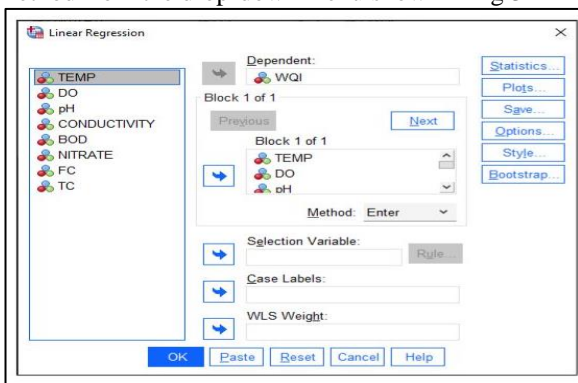 Linear Regression
TEMP
DO
pH
CONDUCTIVITY
BOD
NITRATE
FC
TC
Dependent:
WQI
Block 1 of 1
Previous
Next
Block 1 of 1
TEMP
DO
pH
Method: Enter
Selection Variable:
Rule...
Case Labels:
WLS Weight:
Statistics...
Plots...
Save...
Options...
Style...
Bootstrap...
OK Paste Reset Cancel Help